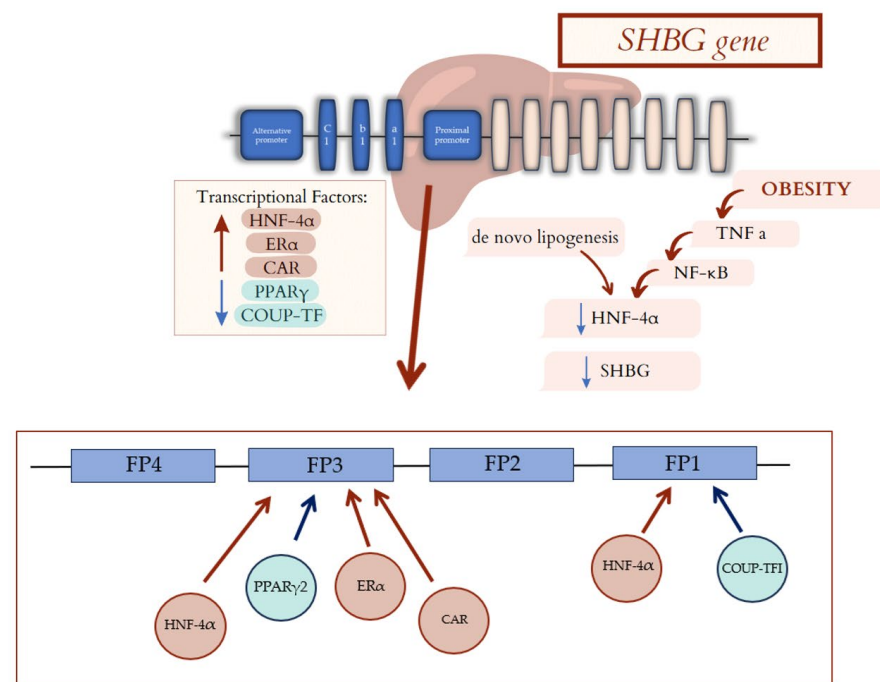 SHBG gene
Alternative
promoter
C
1
b
1
a
1
Proximal
promoter
Transcriptional Factors:
HNF-4α
ERα
CAR
PPARγ
COUP-TF
OBESITY
TNF a
NF-κB
de novo lipogenesis
HNF-4α
SHBG
FP4
FP3
FP2
FP1
HNF-4α
PPARγ2
ERα
CAR
HNF-4α
COUP-TFI